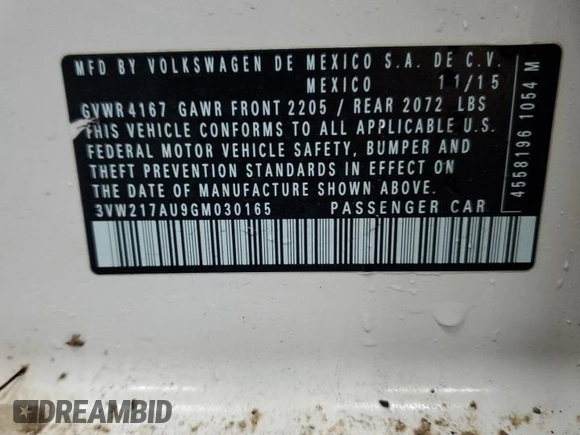 MFD BY VOLKSWAGEN DE MEXICO S.A. DE C.V.
MEXICO 11/15
GVWR4167 GAWR FRONT 2205 / REAR 2072 LBS
THIS VEHICLE CONFORMS TO ALL APPLICABLE U.S.
FEDERAL MOTOR VEHICLE SAFETY, BUMPER AND
THEFT PREVENTION STANDARDS IN EFFECT ON
THE DATE OF MANUFACTURE SHOWN ABOVE.
3VW217AU9GM030165 PASSENGER CAR
4558196 1054 M
DREAMBID